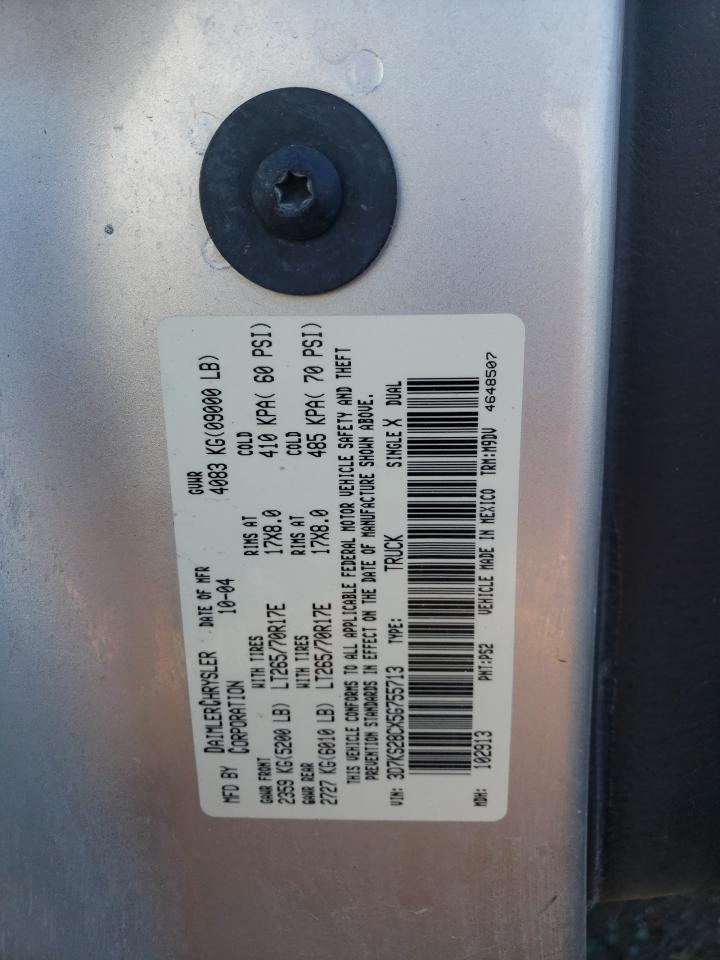 MFD BY DAIMLERCHRYSLER CORPORATION DATE OF MFR 10-04 GVWR 4083 KG(09000 LB)
GAWR FRONT WITH TIRES RIMS AT COLD
2359 KG(5200 LB) LT265/70R17E 17X8.0 410 KPA( 60 PSI)
GAWR REAR WITH TIRES RIMS AT COLD
2727 KG(6010 LB) LT265/70R17E 17X8.0 485 KPA( 70 PSI)
THIS VEHICLE CONFORMS TO ALL APPLICABLE FEDERAL MOTOR VEHICLE SAFETY AND THEFT
PREVENTION STANDARDS IN EFFECT ON THE DATE OF MANUFACTURE SHOWN ABOVE.
VIN: 3D7KS28CX5G755713 TYPE: TRUCK SINGLE X DUAL
MDH: 102913 PNT:PS2 VEHICLE MADE IN MEXICO TRM:M9DV 4648507